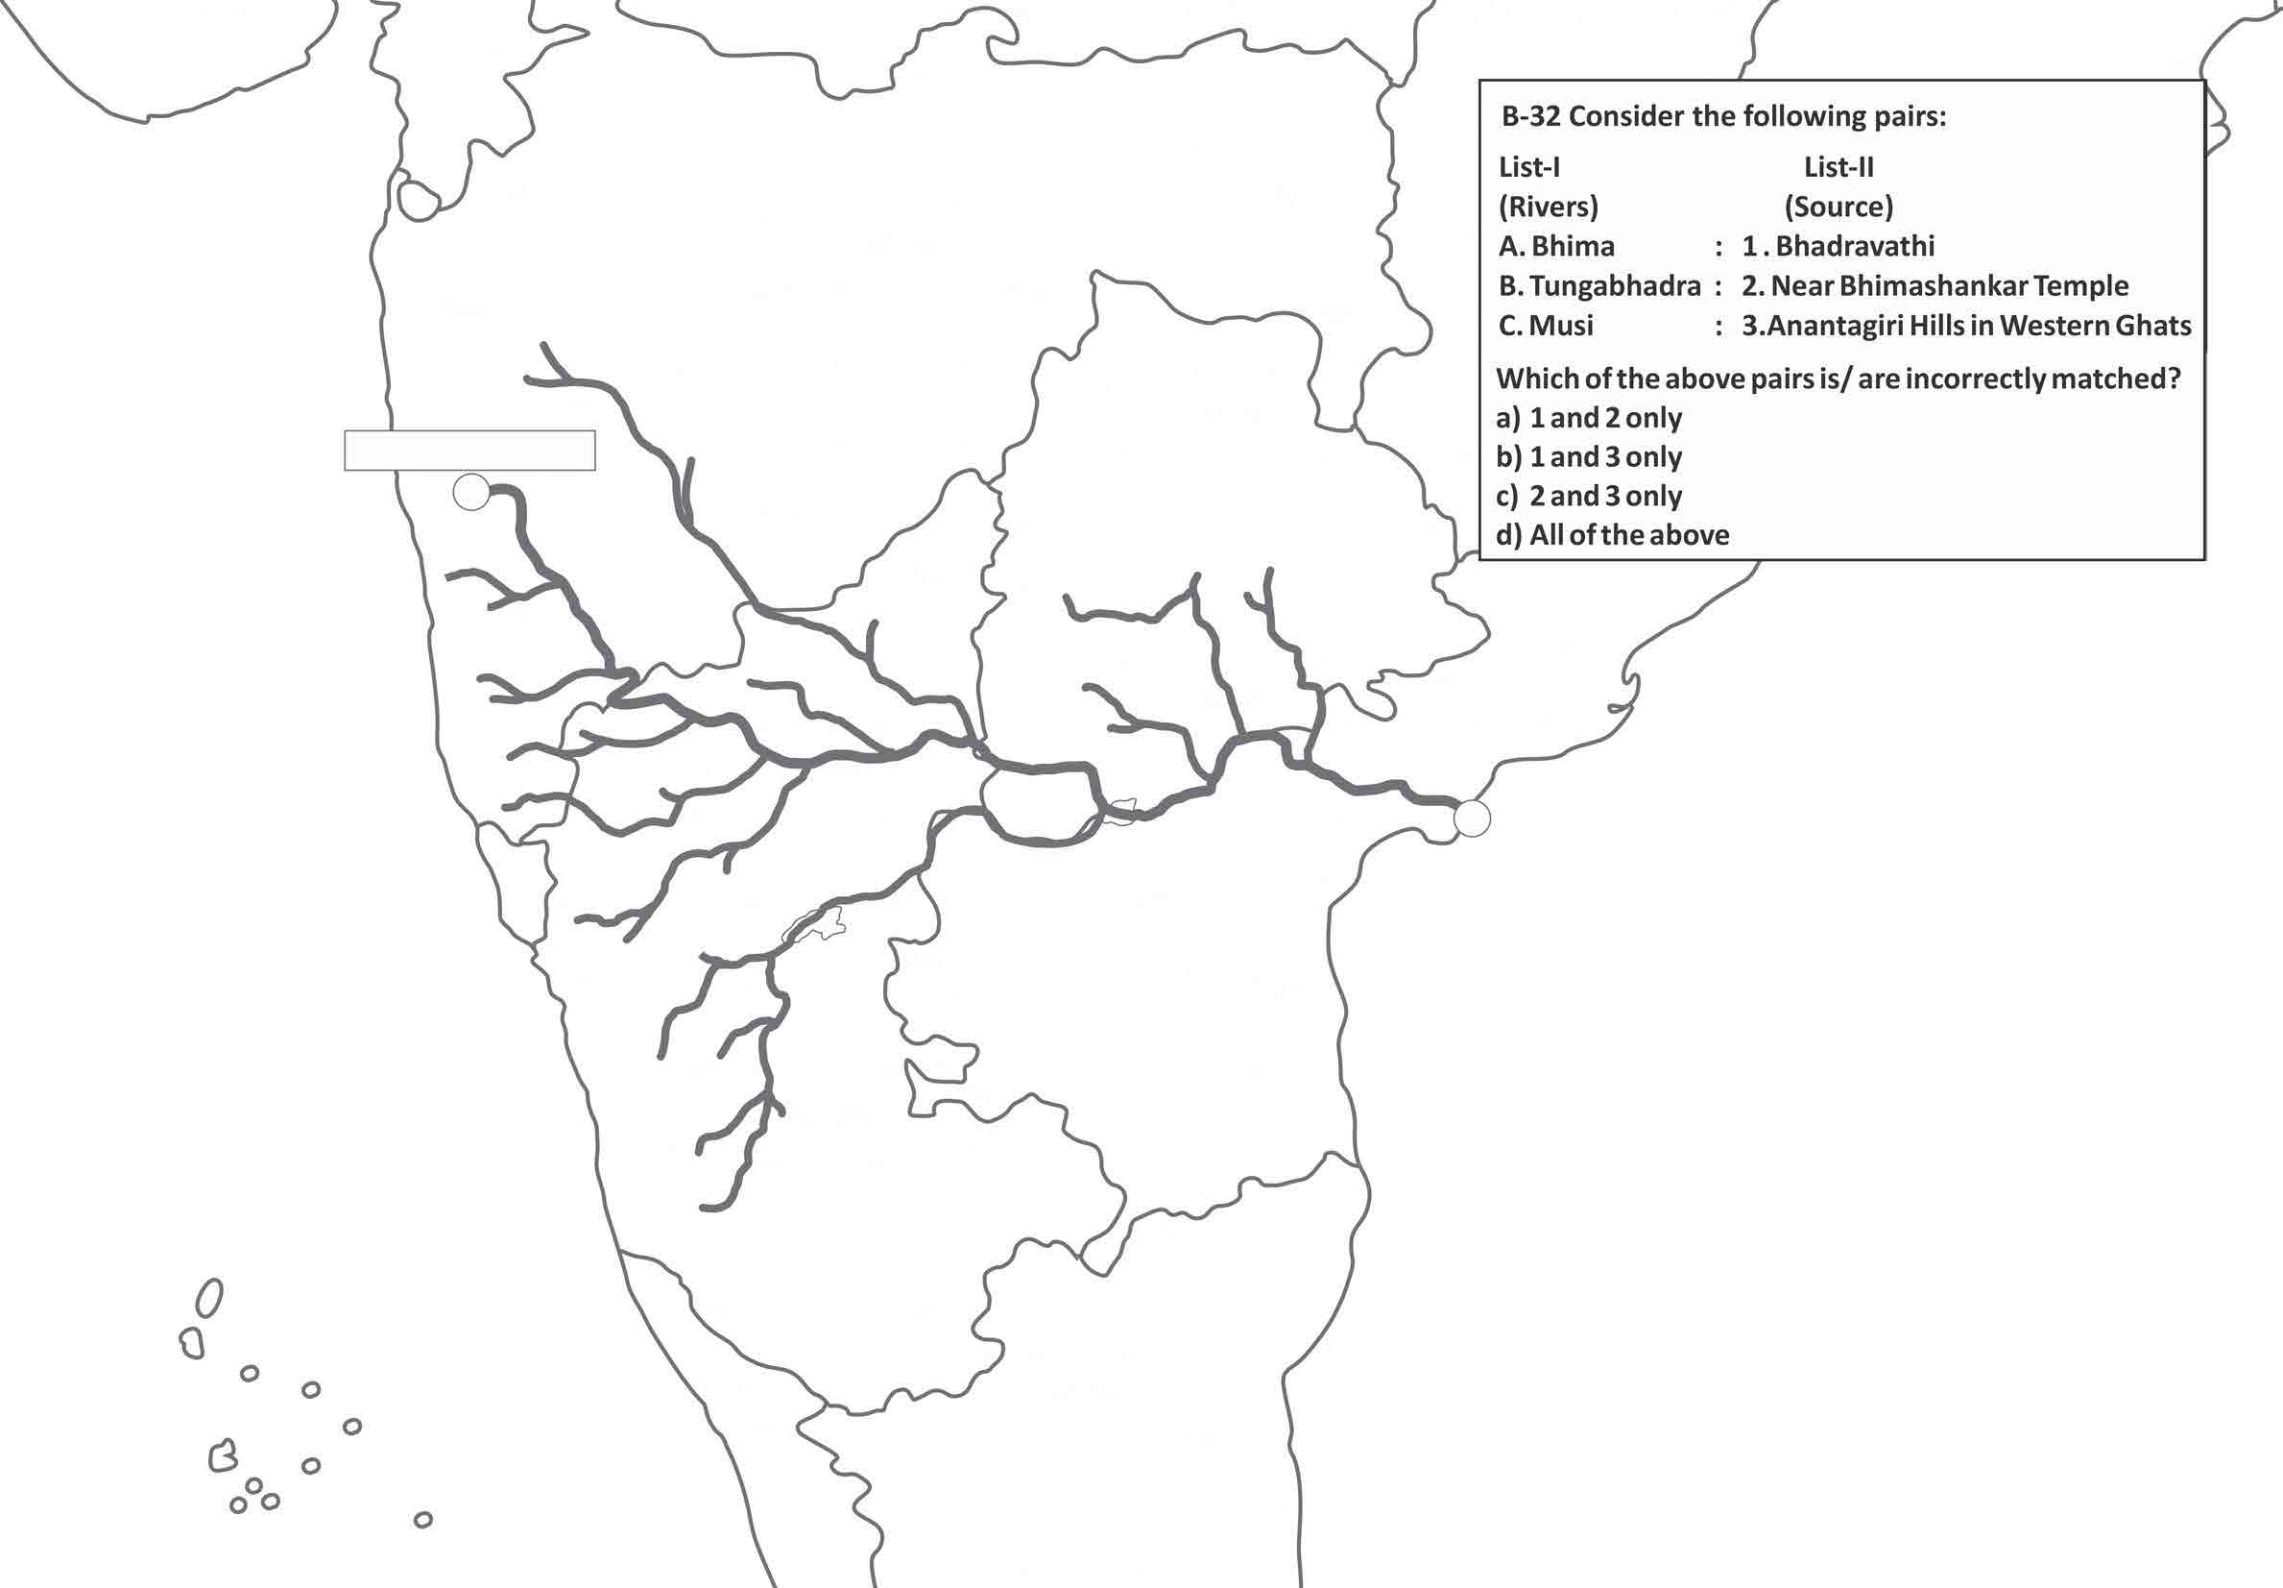 B-32 Consider the following pairs:
List-I List-II
(Rivers) (Source)
A. Bhima : 1. Bhadravathi
B. Tungabhadra : 2. Near Bhimashankar Temple
C. Musi : 3.Anantagiri Hills in Western Ghats
Which of the above pairs is/ are incorrectly matched?
a) 1 and 2 only
b) 1 and 3 only
c) 2 and 3 only
d) All of the above